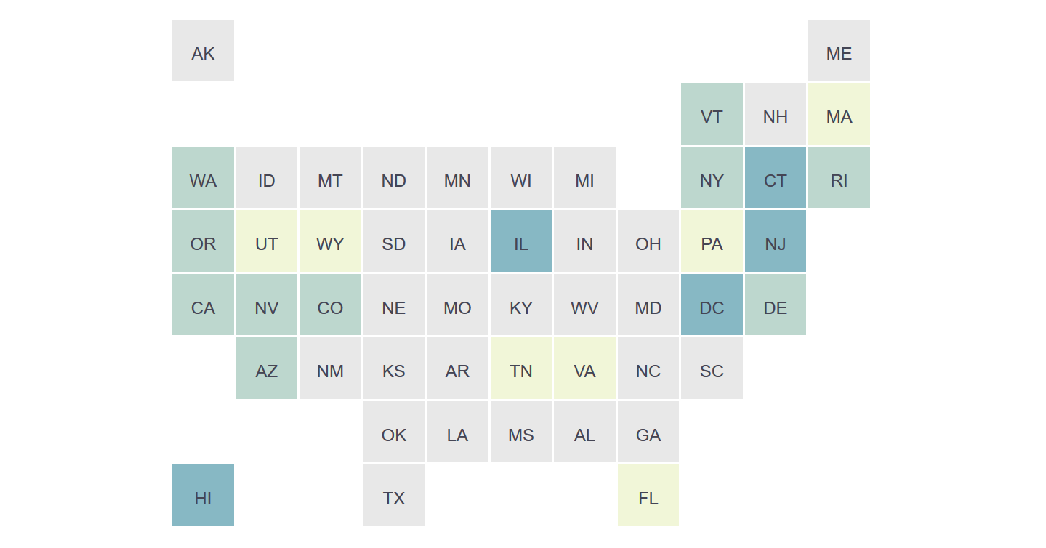 AK ME
VT NH MA
WA ID MT ND MN WI MI NY CT RI
OR UT WY SD IA IL IN OH PA NJ
CA NV CO NE MO KY WV MD DC DE
AZ NM KS AR TN VA NC SC
OK LA MS AL GA
HI TX FL